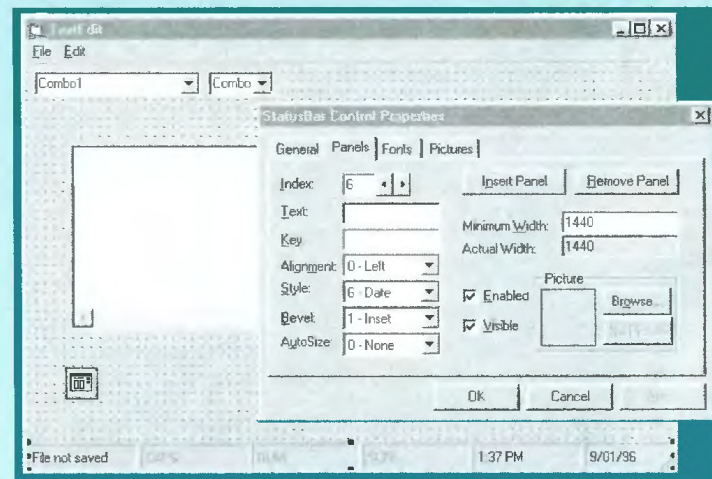 TextEdit
File Edit
Combo1 Combo
StatusBar Control Properties
General Panels Fonts Pictures
Index: 6 Insert Panel Remove Panel
Text:
Key: Minimum Width: 1440
Actual Width: 1440
Alignment: 0 - Left
Style: 6 - Date Picture
Enabled Browse...
Bevel: 1 - Inset
Visible
AutoSize: 0 - None
OK Cancel
File not saved CAPS NUM 1:37 PM 9/01/96